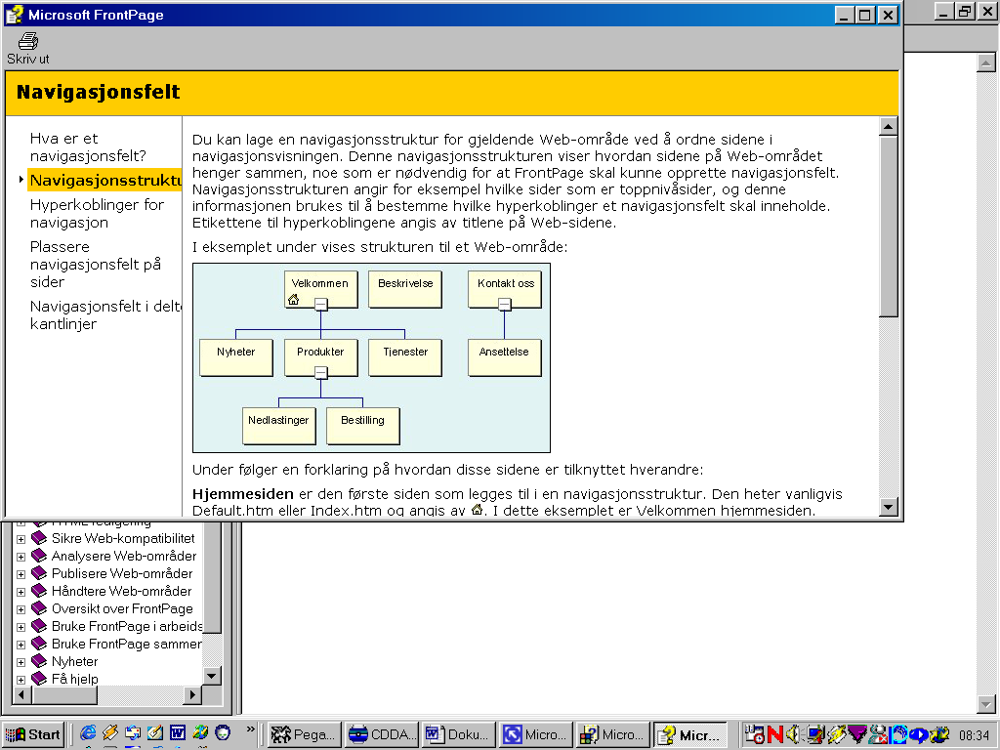 Microsoft FrontPage
Skriv ut
Navigasjonsfelt
Hva er et
navigasjonsfelt?
Navigasjonsstruktu
Hyperkoblinger for
navigasjon
Plassere
navigasjonsfelt på
sider
Navigasjonsfelt i delte
kantlinjer
Du kan lage en navigasjonsstruktur for gjeldende Web-område ved å ordne sidene i
navigasjonsvisningen. Denne navigasjonsstrukturen viser hvordan sidene på Web-området
henger sammen, noe som er nødvendig for at FrontPage skal kunne opprette navigasjonsfelt.
Navigasjonsstrukturen angir for eksempel hvilke sider som er toppnivåsider, og denne
informasjonen brukes til å bestemme hvilke hyperkoblinger et navigasjonsfelt skal inneholde.
Etikettene til hyperkoblingene angis av titlene på Web-sidene.
I eksemplet under vises strukturen til et Web-område:
Velkommen Beskrivelse Kontakt oss
Nyheter Produkter Tjenester Ansettelse
Nedlastinger Bestilling
Under følger en forklaring på hvordan disse sidene er tilknyttet hverandre:
Hjemmesiden er den første siden som legges til i en navigasjonsstruktur. Den heter vanligvis
Default.htm eller Index.htm og angis av . I dette eksemplet er Velkommen hjemmesiden.
HTML-redigering
Sikre Web-kompatibilitet
Analysere Web-områder
Publisere Web-områder
Håndtere Web-områder
Oversikt over FrontPage
Bruke FrontPage i arbeids
Bruke FrontPage sammer
Nyheter
Få hjelp
Start » Pega... CDDA... Doku... Micro... Micro... Micr... 08:34